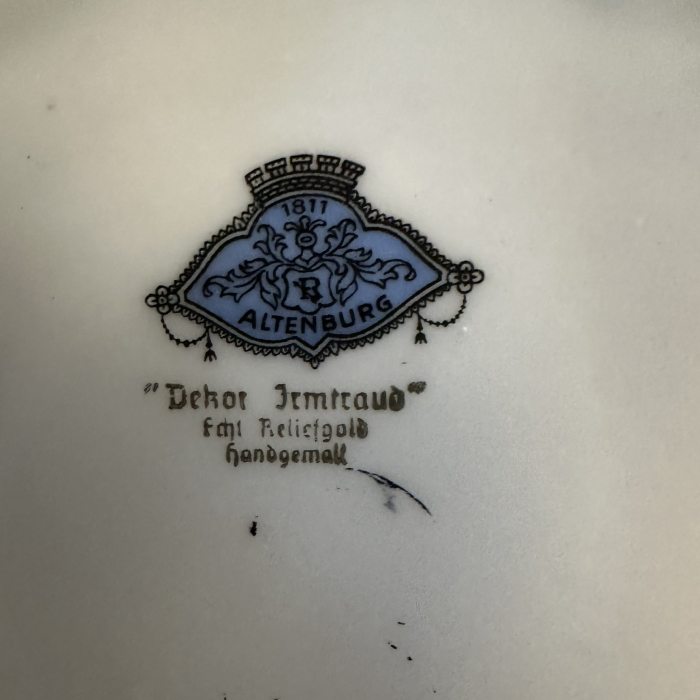 1811
R
ALTENBURG
"Dekor Irmtraud"
Echt Reliefgold
Handgemalt